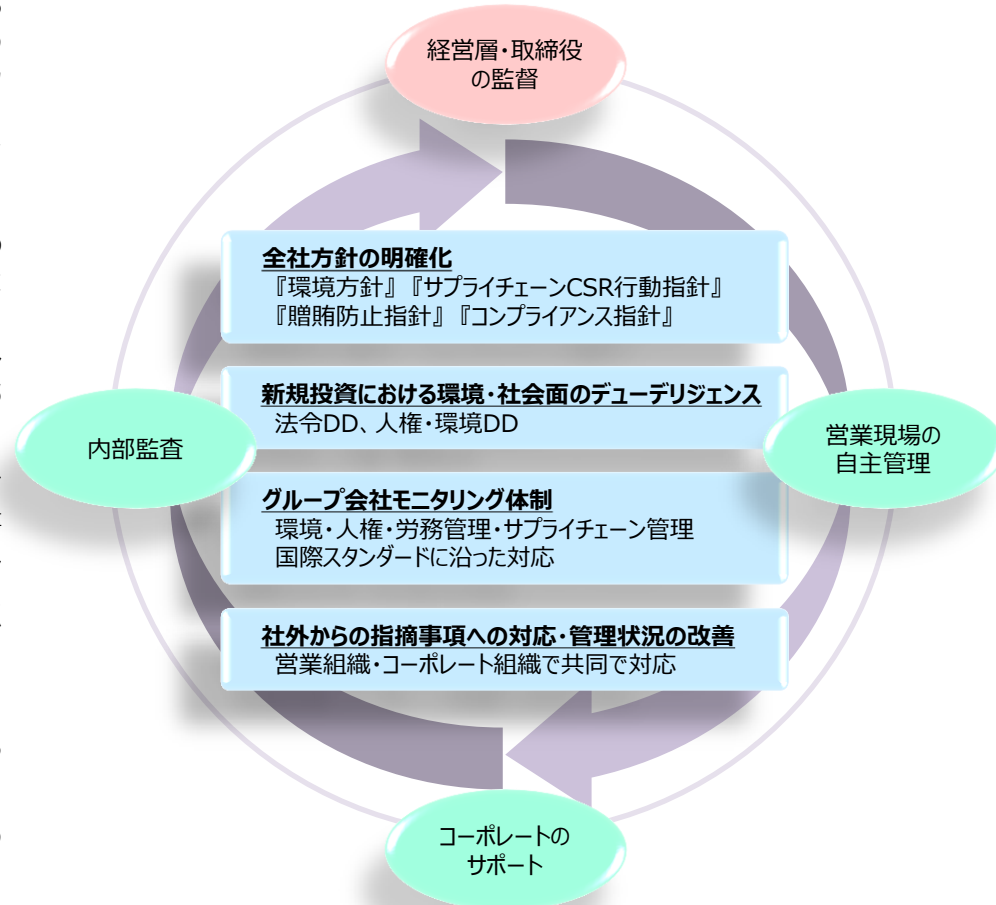 経営層・取締役
の監督
全社方針の明確化
『環境方針』『サプライチェーンCSR行動指針』
『贈賄防止指針』『コンプライアンス指針』
新規投資における環境・社会面のデューデリジェンス
法令DD、人権・環境DD
内部監査
営業現場の
自主管理
グループ会社モニタリング体制
環境・人権・労務管理・サプライチェーン管理
国際スタンダードに沿った対応
社外からの指摘事項への対応・管理状況の改善
営業組織・コーポレート組織で共同で対応
コーポレートの
サポート